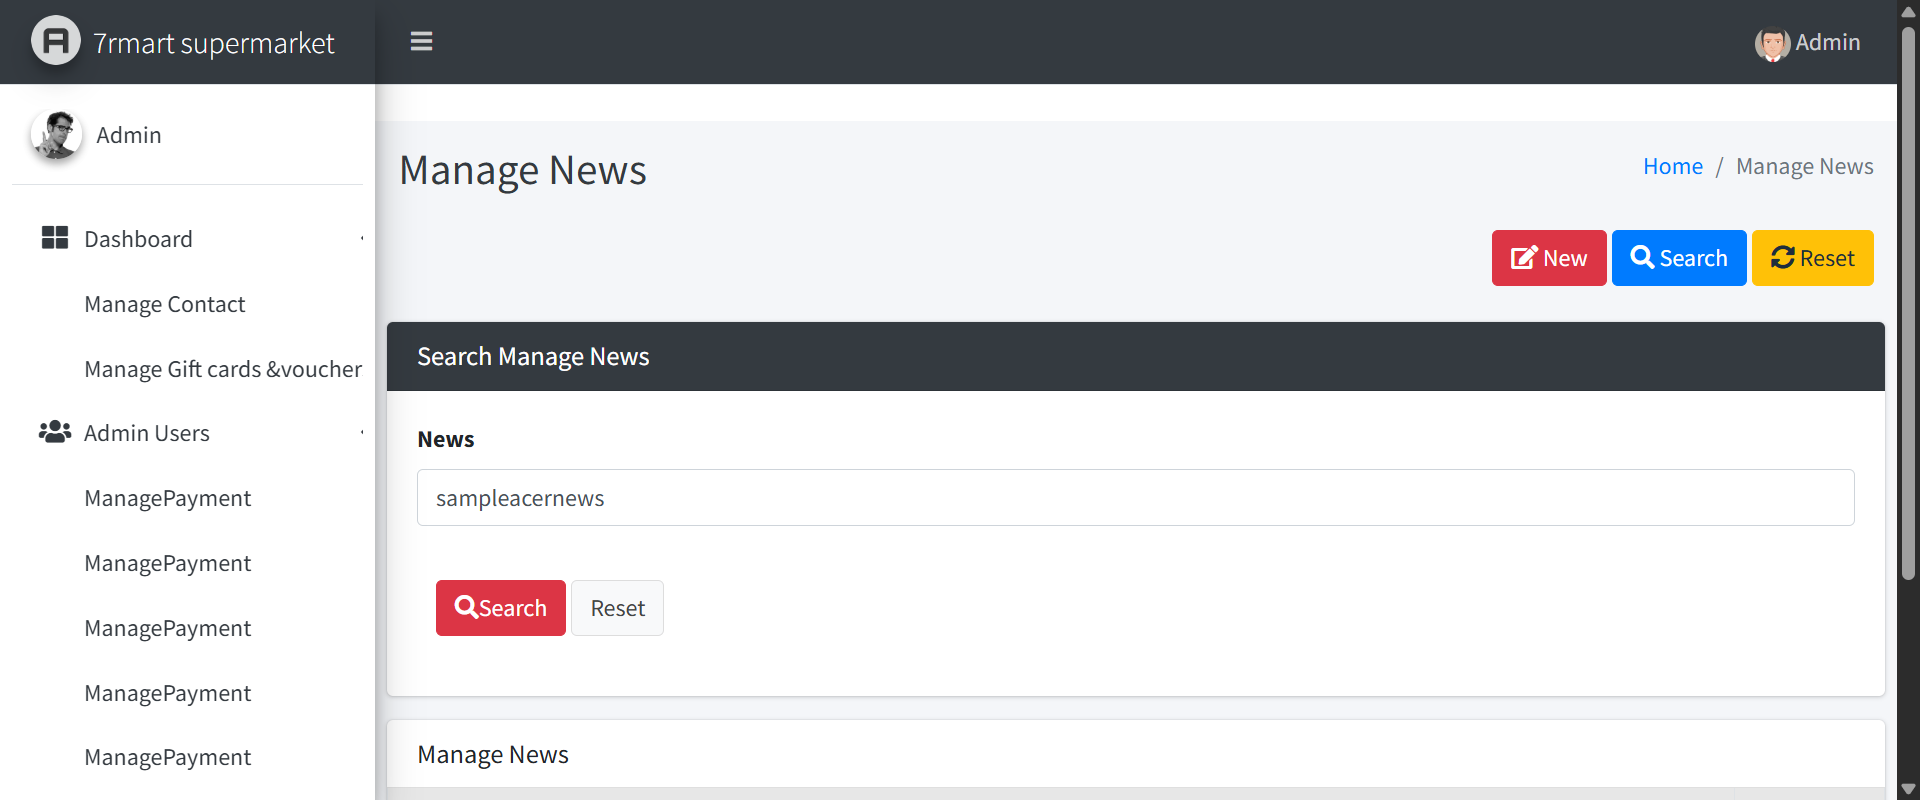 7rmart supermarket
Admin
Admin
Dashboard
Manage Contact
Manage Gift cards &voucher
Admin Users
ManagePayment
ManagePayment
ManagePayment
ManagePayment
ManagePayment
Manage News
Home / Manage News
New
Search
Reset
Search Manage News
News
sampleacernews
Search
Reset
Manage News